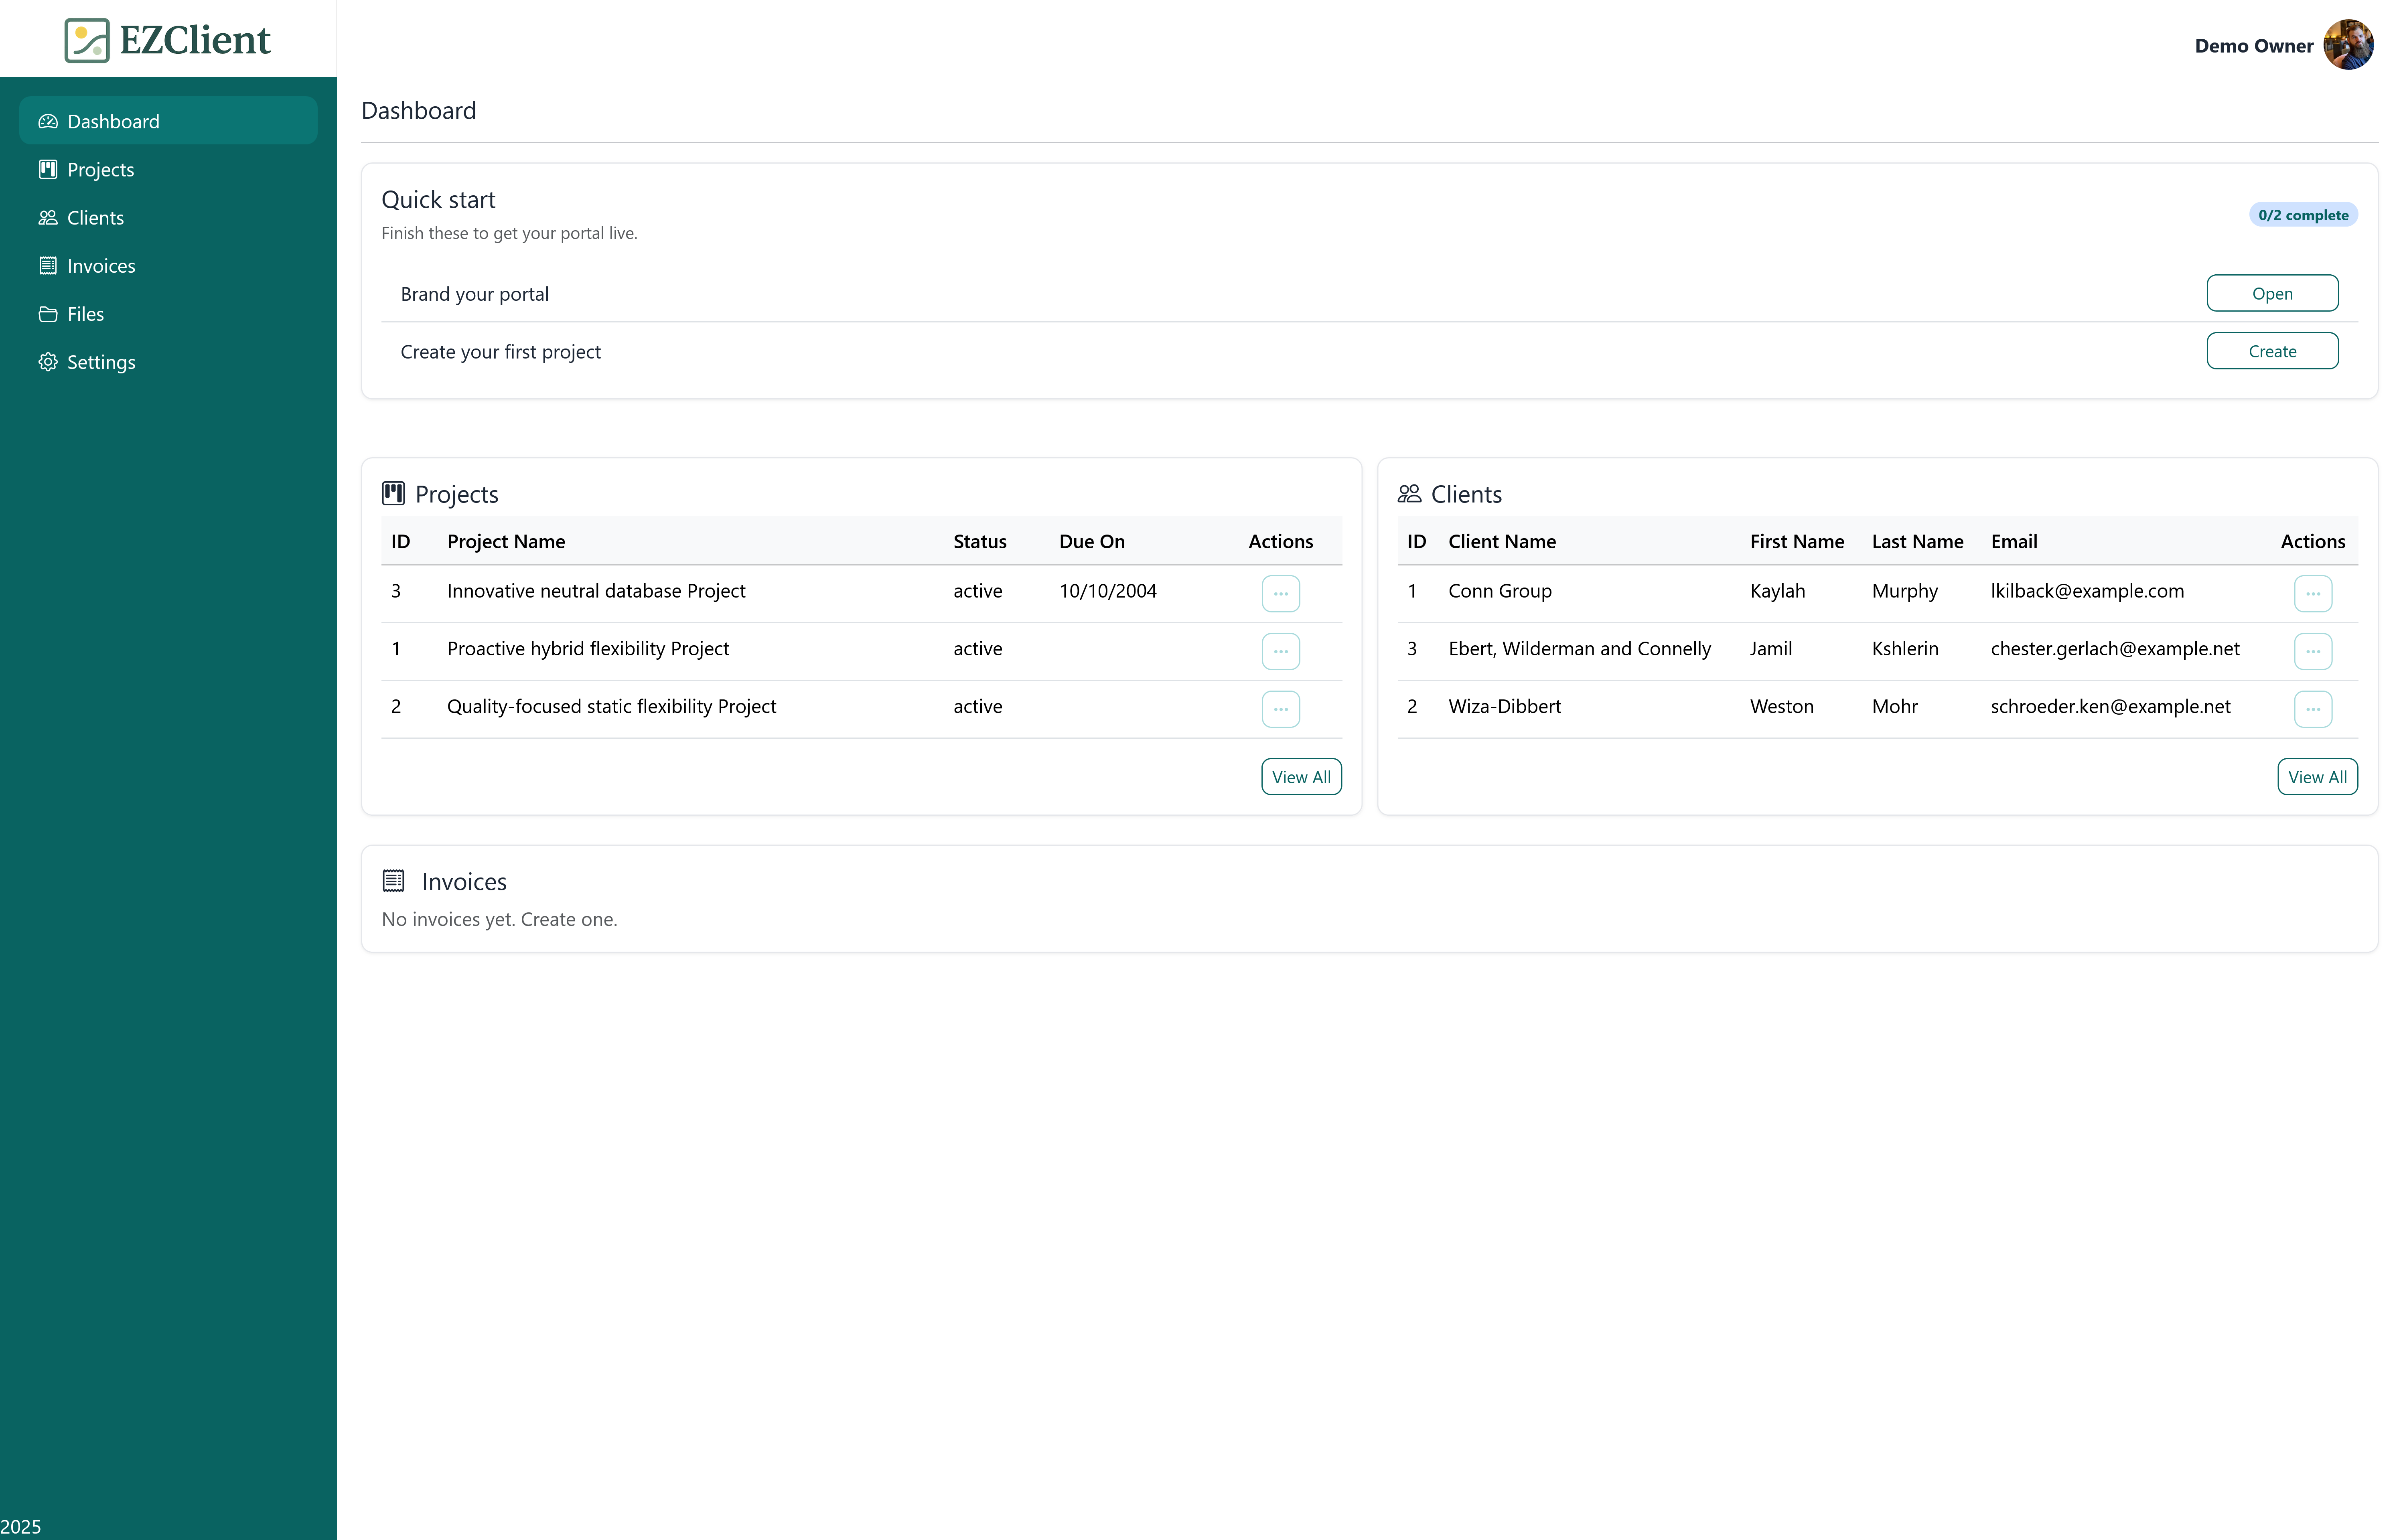 EZClient
Demo Owner
Dashboard
Projects
Clients
Invoices
Files
Settings
2025
Dashboard
Quick start
Finish these to get your portal live.
0/2 complete
Brand your portal
Open
Create your first project
Create
Projects
ID Project Name Status Due On Actions
3 Innovative neutral database Project active 10/10/2004 ...
1 Proactive hybrid flexibility Project active ...
2 Quality-focused static flexibility Project active ...
View All
Clients
ID Client Name First Name Last Name Email Actions
1 Conn Group Kaylah Murphy lkilback@example.com ...
3 Ebert, Wilderman and Connelly Jamil Kshlerin chester.gerlach@example.net ...
2 Wiza-Dibbert Weston Mohr schroeder.ken@example.net ...
View All
Invoices
No invoices yet. Create one.